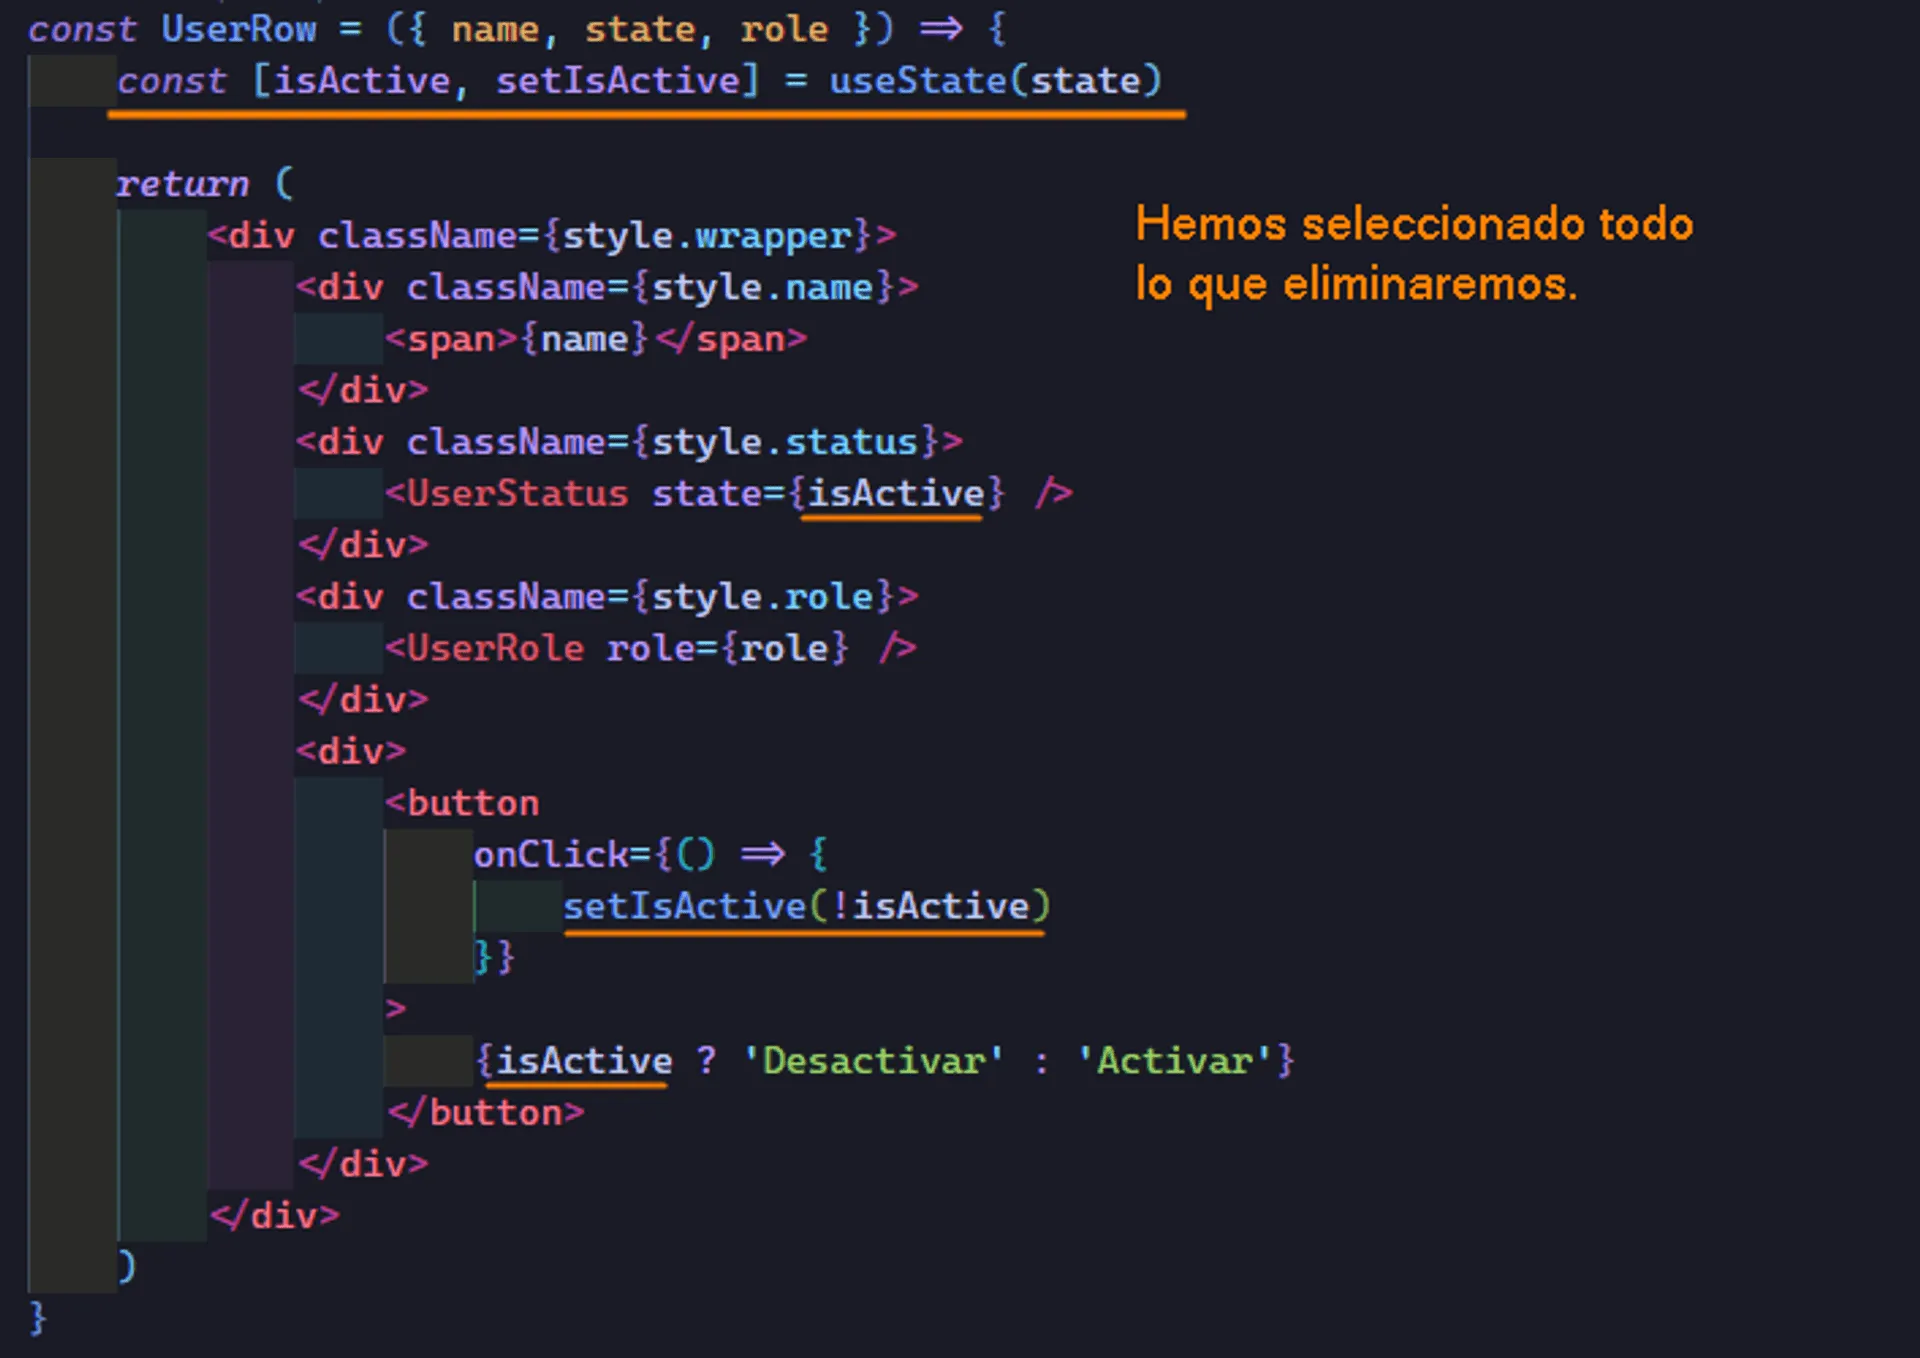 const UserRow = ({ name, state, role }) => {
const [isActive, setIsActive] = useState(state)
return (
<div className={style.wrapper}>
Hemos seleccionado todo
lo que eliminaremos.
<div className={style.name}>
<span>{name}</span>
</div>
<div className={style.status}>
<UserStatus state={isActive} />
</div>
<div className={style.role}>
<UserRole role={role} />
</div>
<div>
<button
onClick={() => {
setIsActive(!isActive)
}}
>
{isActive ? 'Desactivar' : 'Activar'}
</button>
</div>
</div>
)
}